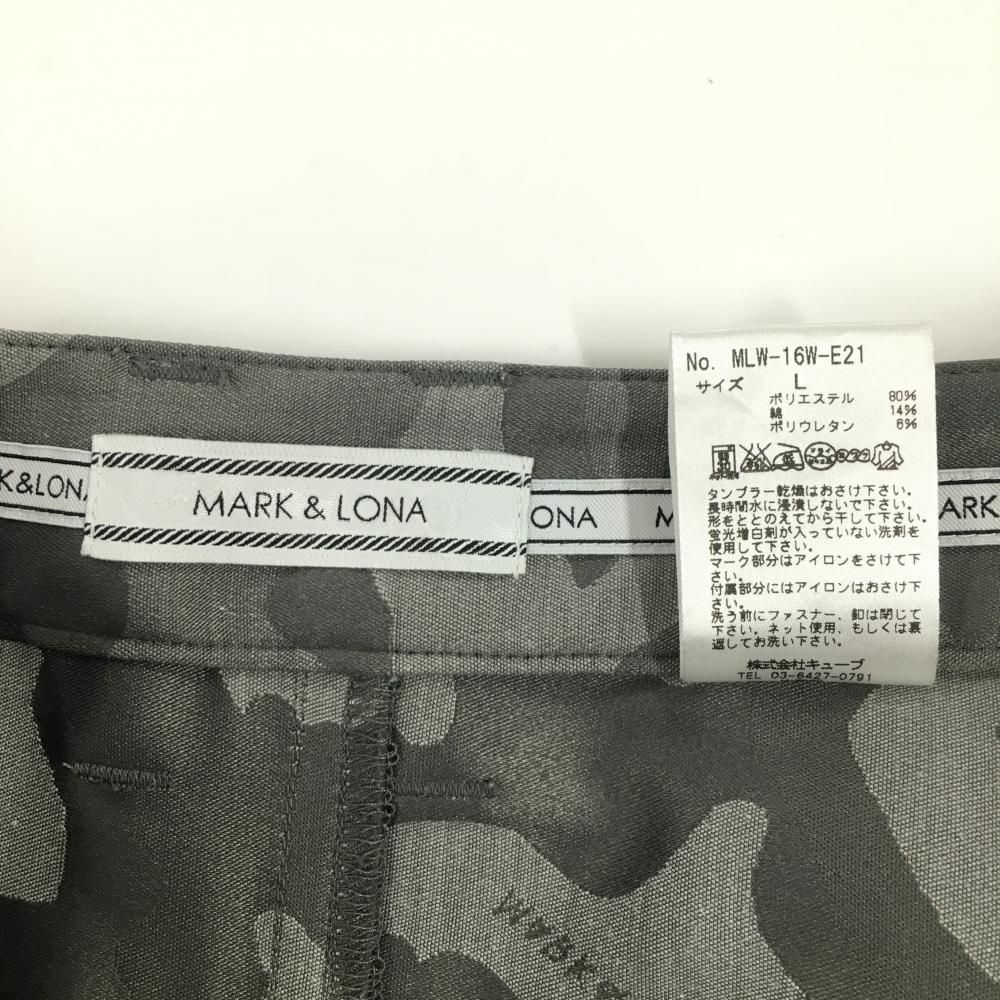 No. MLW-16W-E21
サイズ L
ポリエステル 80%
綿 14%
ポリウレタン 6%
K&LONA
MARK & LONA
ONA
M
ARK
タンブラー乾燥はおさけ下さい。
長時間水に浸漬しないで下さい。
形をととのえてから干して下さい。
蛍光増白剤が入っていない洗剤を
使用して下さい。
マーク部分はアイロンをさけて下
さい。
付属部分にはアイロンはおさけ下
さい。
洗う前にファスナー、釦は閉じて
下さい。ネット使用、もしくは裏
返してお洗い下さい。
株式会社キューブ
TEL 03-6427-0791
MARK &